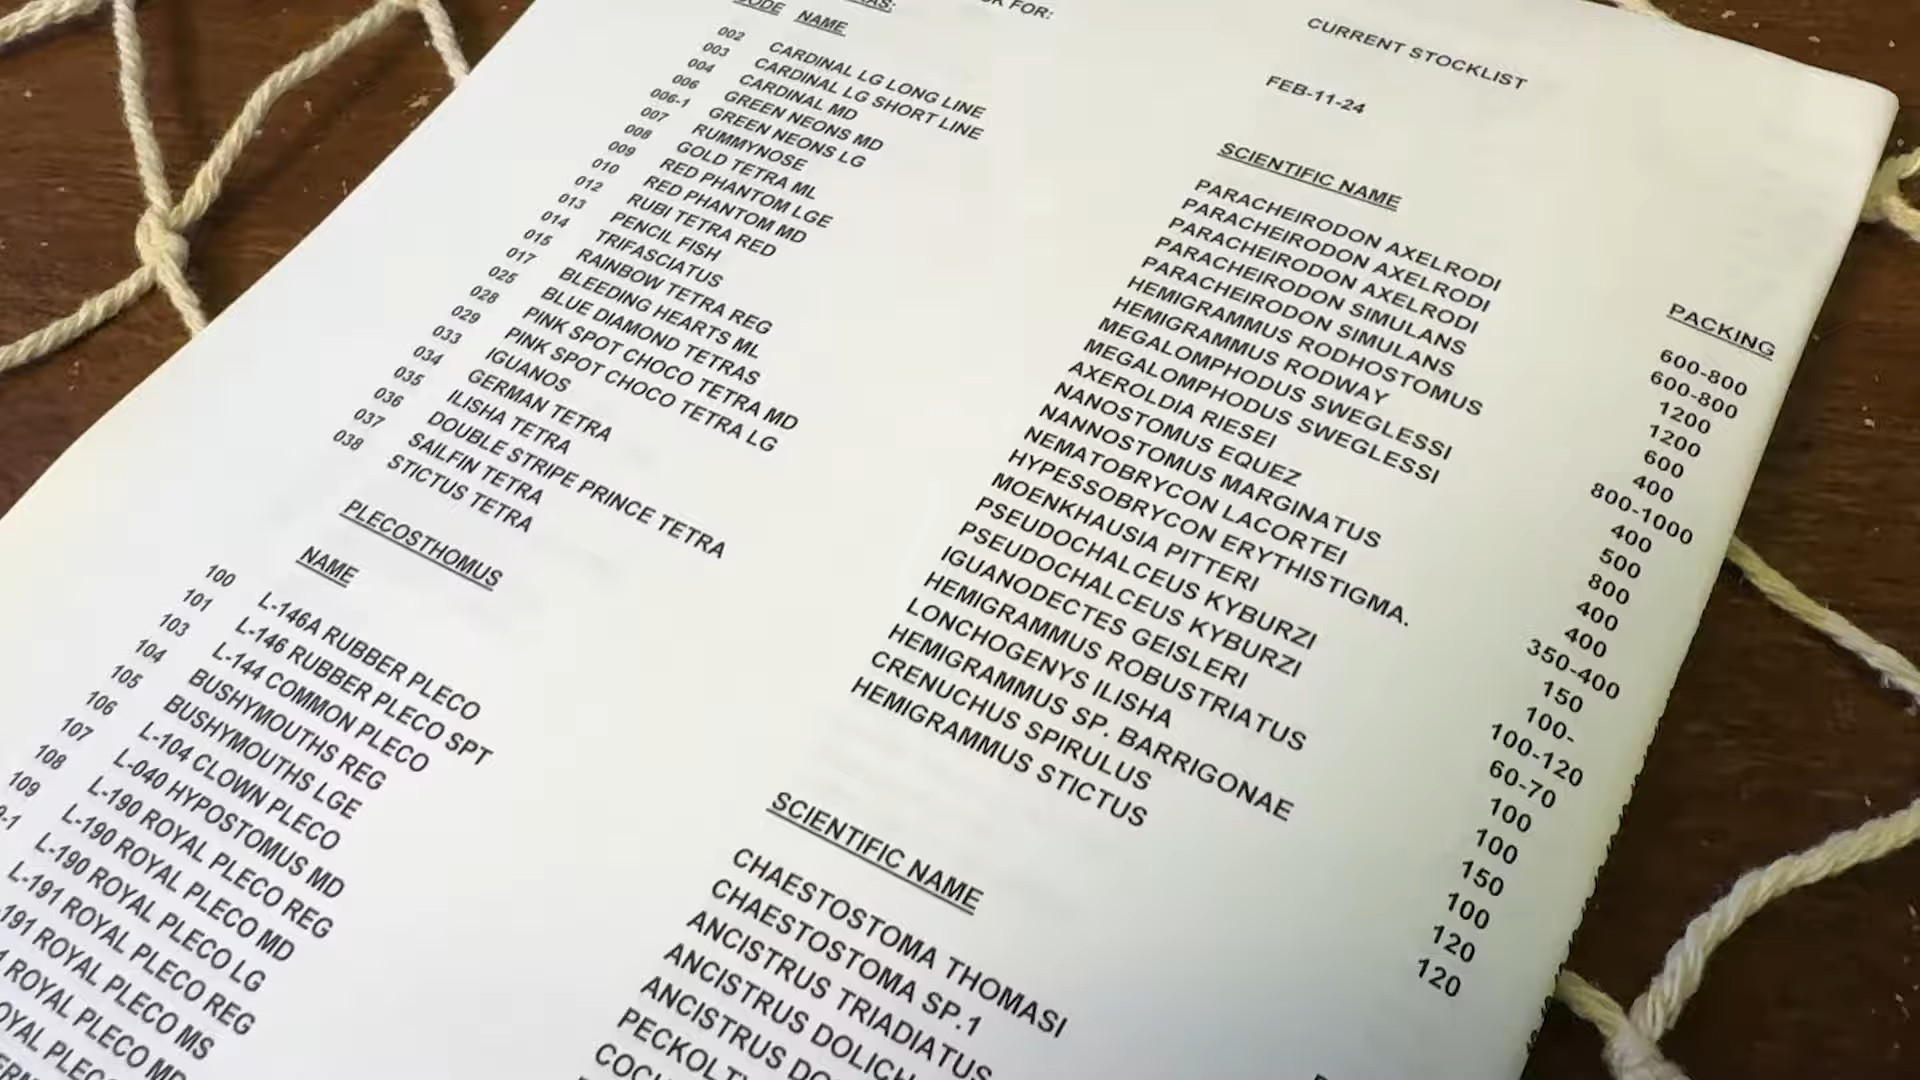 FOR:
CURRENT STOCKLIST
FEB-11-24
CODE NAME SCIENTIFIC NAME PACKING
002 CARDINAL LG LONG LINE PARACHEIRODON AXELRODI 600-800
003 CARDINAL LG SHORT LINE PARACHEIRODON AXELRODI 600-800
004 CARDINAL MD PARACHEIRODON AXELRODI 1200
006 GREEN NEONS MD PARACHEIRODON SIMULANS 1200
006-1 GREEN NEONS LG PARACHEIRODON SIMULANS 600
007 RUMMYNOSE HEMIGRAMMUS RODHOSTOMUS 400
008 GOLD TETRA ML HEMIGRAMMUS RODWAY 800-1000
009 RED PHANTOM LGE MEGALOMPHODUS SWEGLESSI 400
010 RED PHANTOM MD MEGALOMPHODUS SWEGLESSI 500
012 RUBI TETRA RED AXEROLDIA RIESEI 800
013 PENCIL FISH NANOSTOMUS EQUEZ 400
014 TRIFASCIATUS NANNOSTOMUS MARGINATUS 400
015 RAINBOW TETRA REG NEMATOBRYCON LACORTEI 350-400
017 BLEEDING HEARTS ML HYPESSOBRYCON ERYTHISTIGMA. 150
025 BLUE DIAMOND TETRAS MOENKHAUSIA PITTERI 100-
028 PINK SPOT CHOCO TETRA MD PSEUDOCHALCEUS KYBURZI 100-120
029 PINK SPOT CHOCO TETRA LG PSEUDOCHALCEUS KYBURZI 60-70
033 IGUANOS IGUANODECTES GEISLERI 100
034 GERMAN TETRA HEMIGRAMMUS ROBUSTRIATUS 100
035 ILISHA TETRA LONCHOGENYS ILISHA 150
036 DOUBLE STRIPE PRINCE TETRA HEMIGRAMMUS SP. BARRIGONAE 100
037 SAILFIN TETRA CRENUCHUS SPIRULUS 120
038 STICTUS TETRA HEMIGRAMMUS STICTUS 120
PLECOSTHOMUS
NAME SCIENTIFIC NAME
100 L-146A RUBBER PLECO CHAESTOSTOMA THOMASI
101 L-146 RUBBER PLECO SPT CHAESTOSTOMA SP.1
103 L-144 COMMON PLECO ANCISTRUS TRIADIATUS
104 BUSHYMOUTHS REG ANCISTRUS
105 BUSHYMOUTHS LGE ANCISTRUS
106 L-104 CLOWN PLECO
107 L-040 HYPOSTOMUS MD
108 L-190 ROYAL PLECO REG
109 L-190 ROYAL PLECO MD
L-190 ROYAL PLECO LG
L-191 ROYAL PLECO REG
-191 ROYAL PLECO MS
ROYAL PLECO MD